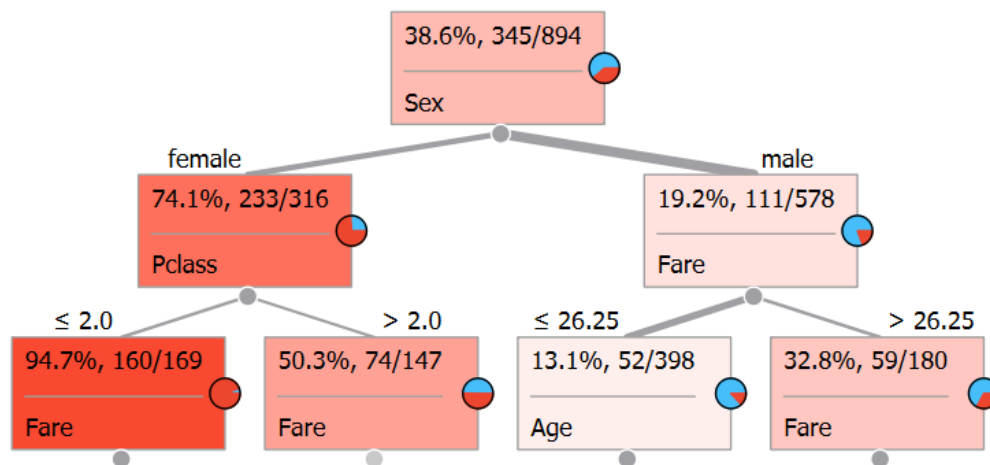 38.6%, 345/894
Sex
female
male
74.1%, 233/316
Pclass
19.2%, 111/578
Fare
≤ 2.0
> 2.0
≤ 26.25
> 26.25
94.7%, 160/169
Fare
50.3%, 74/147
Fare
13.1%, 52/398
Age
32.8%, 59/180
Fare